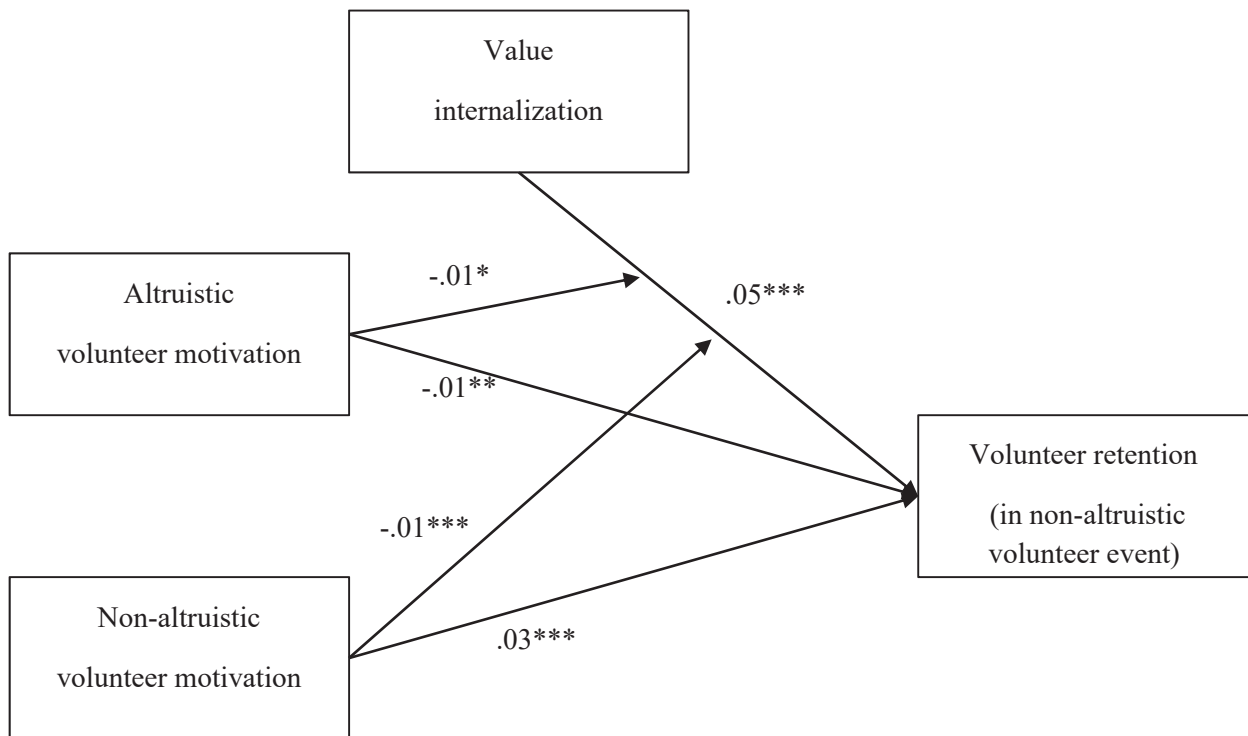 Value
internalization
Altruistic
volunteer motivation
-.01*
.05***
-.01**
Volunteer retention
(in non-altruistic
volunteer event)
-.01***
Non-altruistic
volunteer motivation
.03***